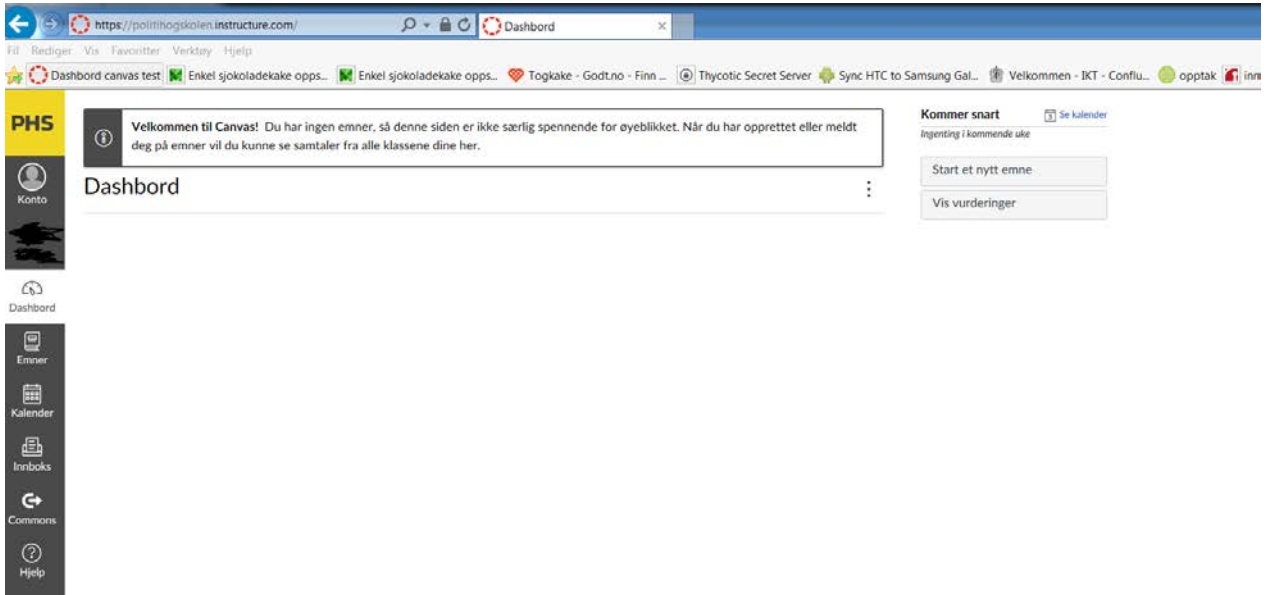 https://politihogskolen.instructure.com/
Dashbord
Fil Rediger Vis Favoritter Verktøy Hjelp
Dashbord canvas test Enkel sjokoladekake opps... Enkel sjokoladekake opps... Togkake - Godt.no - Finn ... Thycotic Secret Server Sync HTC to Samsung Gal... Velkommen - IKT - Conflu... opptak
PHS
Velkommen til Canvas! Du har ingen emner, så denne siden er ikke særlig spennende for øyeblikket. Når du har opprettet eller meldt
deg på emner vil du kunne se samtaler fra alle klassene dine her.
Dashbord
Kommer snart
Se kalender
Ingenting i kommende uke
Start et nytt emne
Vis vurderinger
Konto
Dashbord
Emner
Kalender
Innboks
Commons
Hjelp